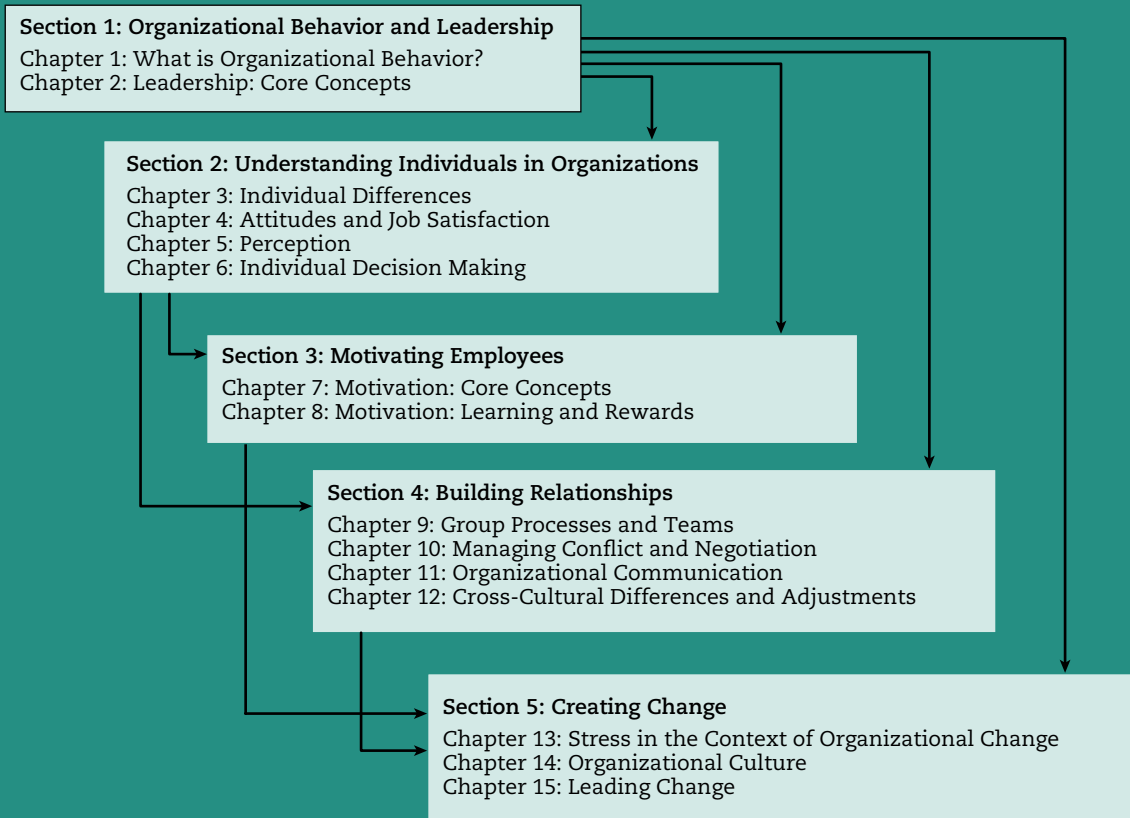 Section 1: Organizational Behavior and Leadership
Chapter 1: What is Organizational Behavior?
Chapter 2: Leadership: Core Concepts
Section 2: Understanding Individuals in Organizations
Chapter 3: Individual Differences
Chapter 4: Attitudes and Job Satisfaction
Chapter 5: Perception
Chapter 6: Individual Decision Making
Section 3: Motivating Employees
Chapter 7: Motivation: Core Concepts
Chapter 8: Motivation: Learning and Rewards
Section 4: Building Relationships
Chapter 9: Group Processes and Teams
Chapter 10: Managing Conflict and Negotiation
Chapter 11: Organizational Communication
Chapter 12: Cross-Cultural Differences and Adjustments
Section 5: Creating Change
Chapter 13: Stress in the Context of Organizational Change
Chapter 14: Organizational Culture
Chapter 15: Leading Change